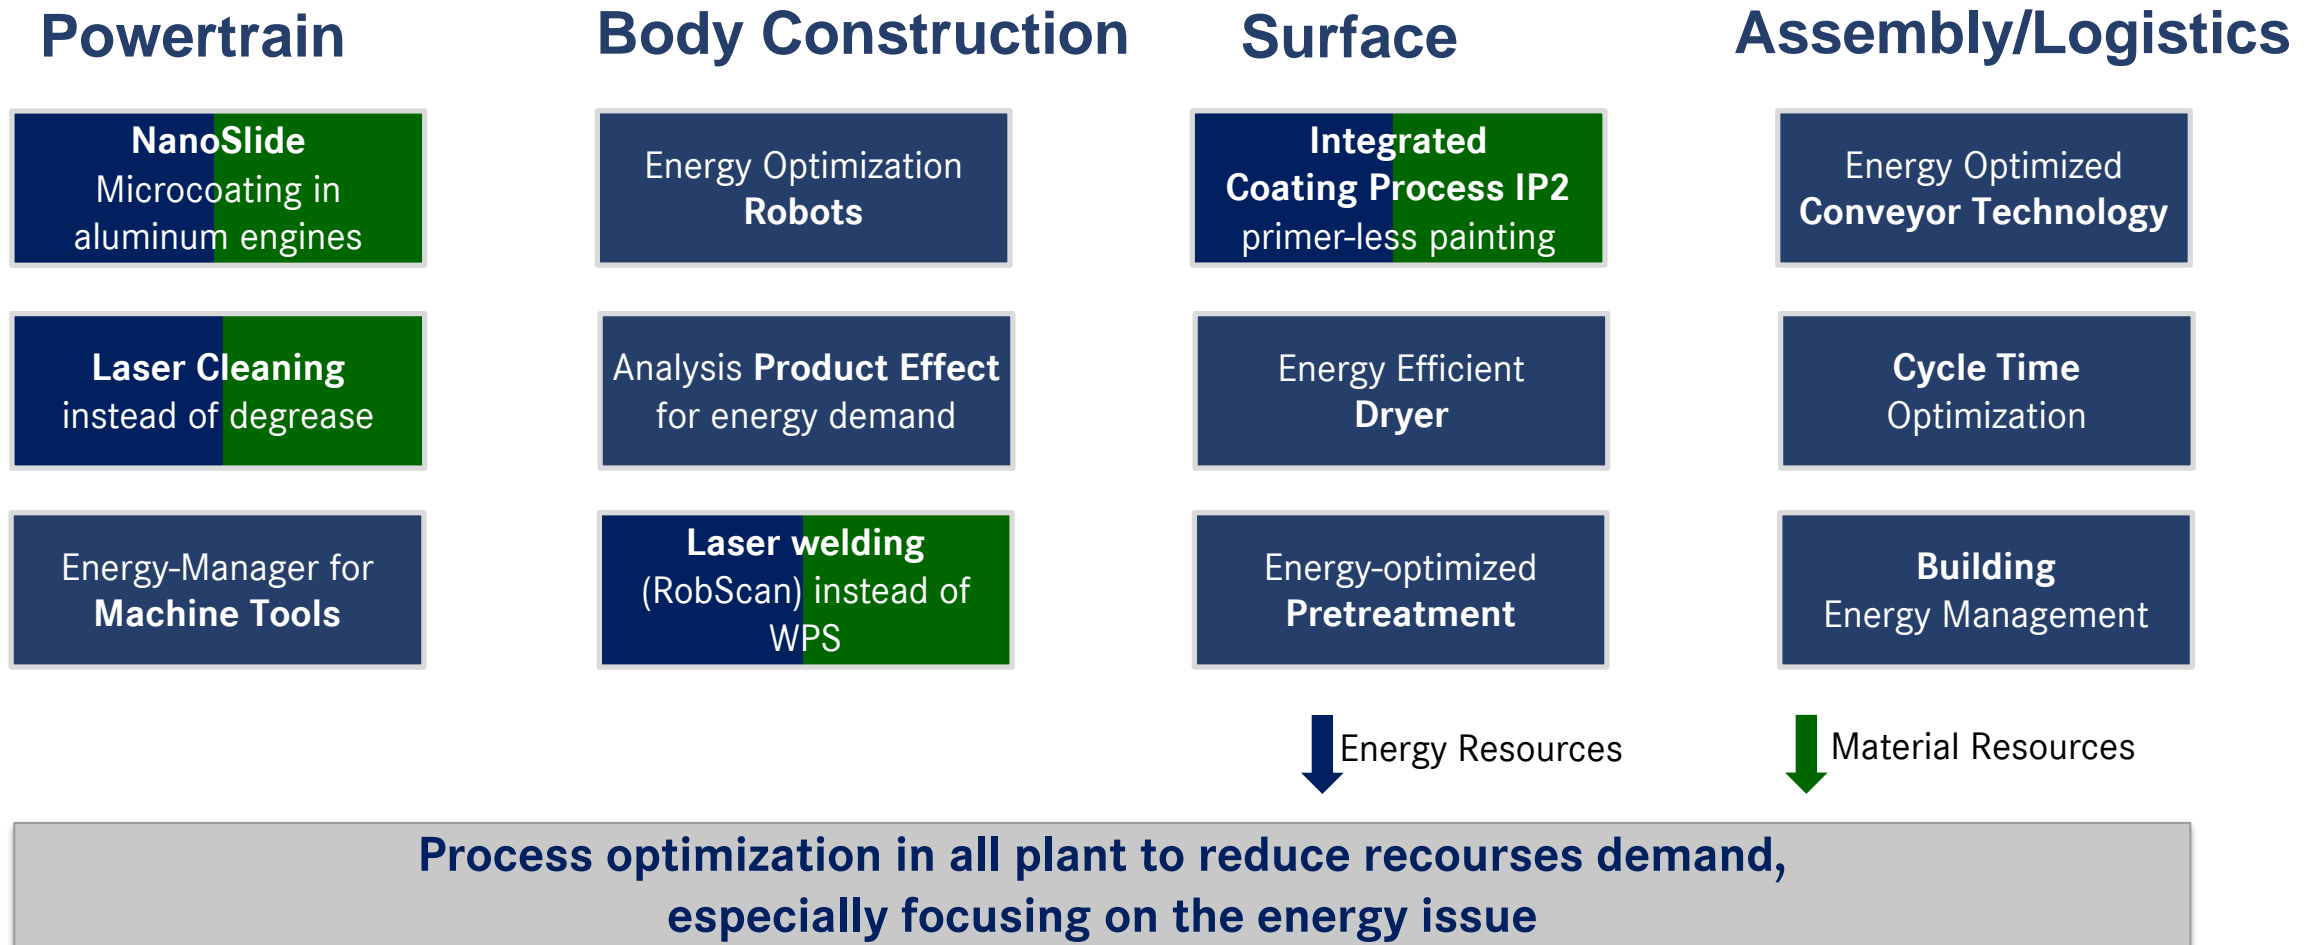 Powertrain
Body Construction
Surface
Assembly/Logistics
NanoSlide
Microcoating in
aluminum engines
Energy Optimization
Robots
Integrated
Coating Process IP2
primer-less painting
Energy Optimized
Conveyor Technology
Laser Cleaning
instead of degrease
Analysis Product Effect
for energy demand
Energy Efficient
Dryer
Cycle Time
Optimization
Energy-Manager for
Machine Tools
Laser welding
(RobScan) instead of
WPS
Energy-optimized
Pretreatment
Building
Energy Management
Energy Resources
Material Resources
Process optimization in all plant to reduce recourses demand,
especially focusing on the energy issue